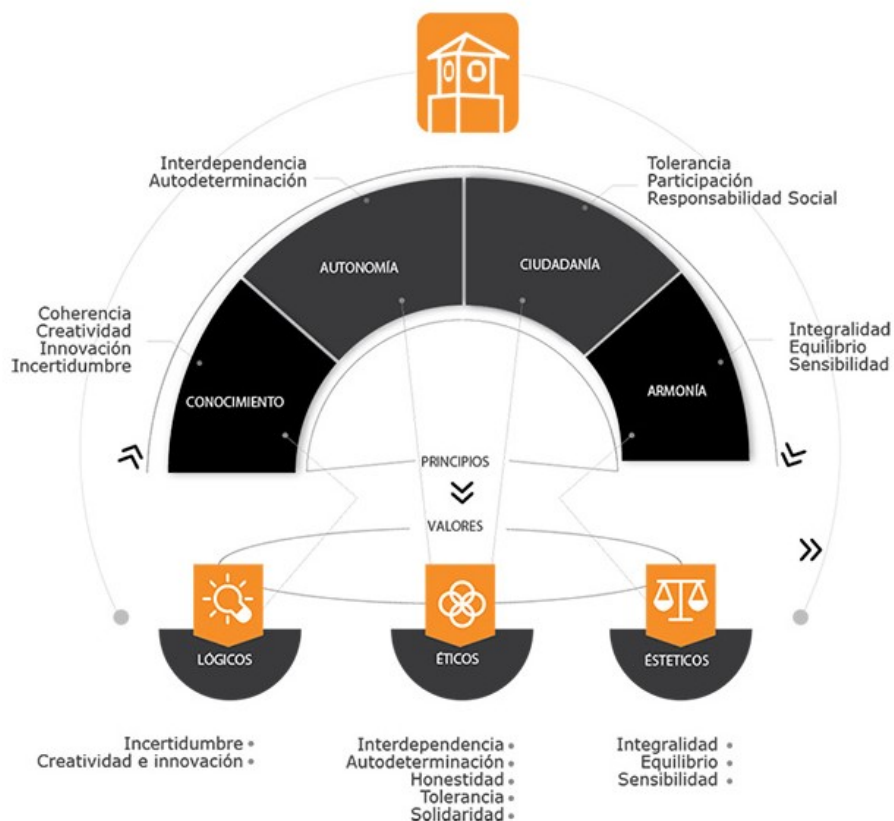 Interdependencia
Autodeterminación
Tolerancia
Participación
Responsabilidad Social
AUTONOMÍA
CIUDADANÍA
Coherencia
Creatividad
Innovación
Incertidumbre
Integralidad
Equilibrio
Sensibilidad
CONOCIMIENTO
ARMONÍA
PRINCIPIOS
VALORES
LÓGICOS
ÉTICOS
ÉSTETICOS
Incertidumbre
Creatividad e innovación
Interdependencia
Autodeterminación
Honestidad
Tolerancia
Solidaridad
Integralidad
Equilibrio
Sensibilidad